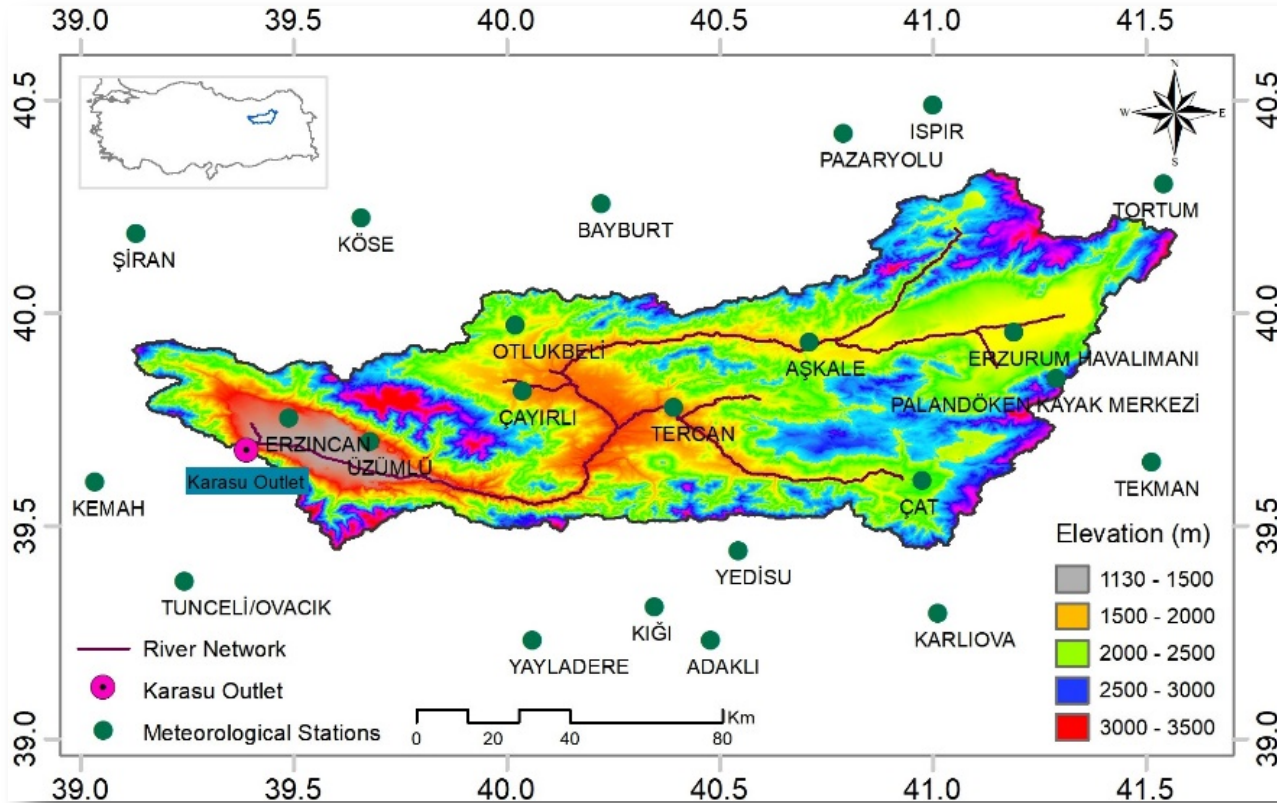 39.0 39.5 40.0 40.5 41.0 41.5
40.5 40.5
N
W E
S
ISPIR
PAZARYOLU
TORTUM
BAYBURT
KÖSE
ŞİRAN
40.0 40.0
OTLUKBELİ
ERZURUM HAVALIMANI
AŞKALE
PALANDÖKEN KAYAK MERKEZİ
ÇAYIRLI
TERCAN
ERZINCAN
ÜZÜMLÜ
Karasu Outlet
TEKMAN
KEMAH
ÇAT
39.5 39.5
Elevation (m)
YEDİSU
1130 - 1500
TUNCELİ/OVACIK
1500 - 2000
KIĞI
KARLIOVA
River Network
2000 - 2500
YAYLADERE
ADAKLI
Karasu Outlet
2500 - 3000
Meteorological Stations
Km
3000 - 3500
0 20 40 80
39.0 39.0
39.0 39.5 40.0 40.5 41.0 41.5